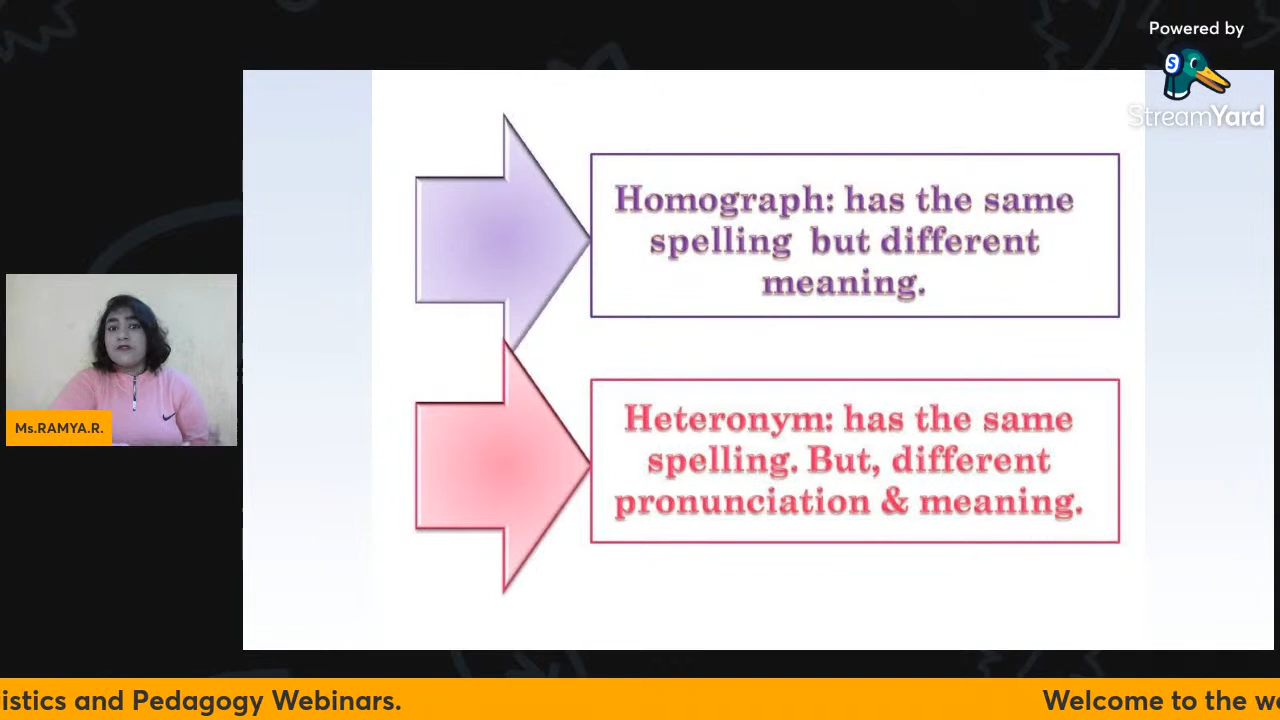 Powered by
StreamYard
Homograph: has the same
spelling but different
meaning.
Heteronym: has the same
spelling. But, different
pronunciation & meaning.
Ms.RAMYA.R.
istics and Pedagogy Webinars.
Welcome to the we